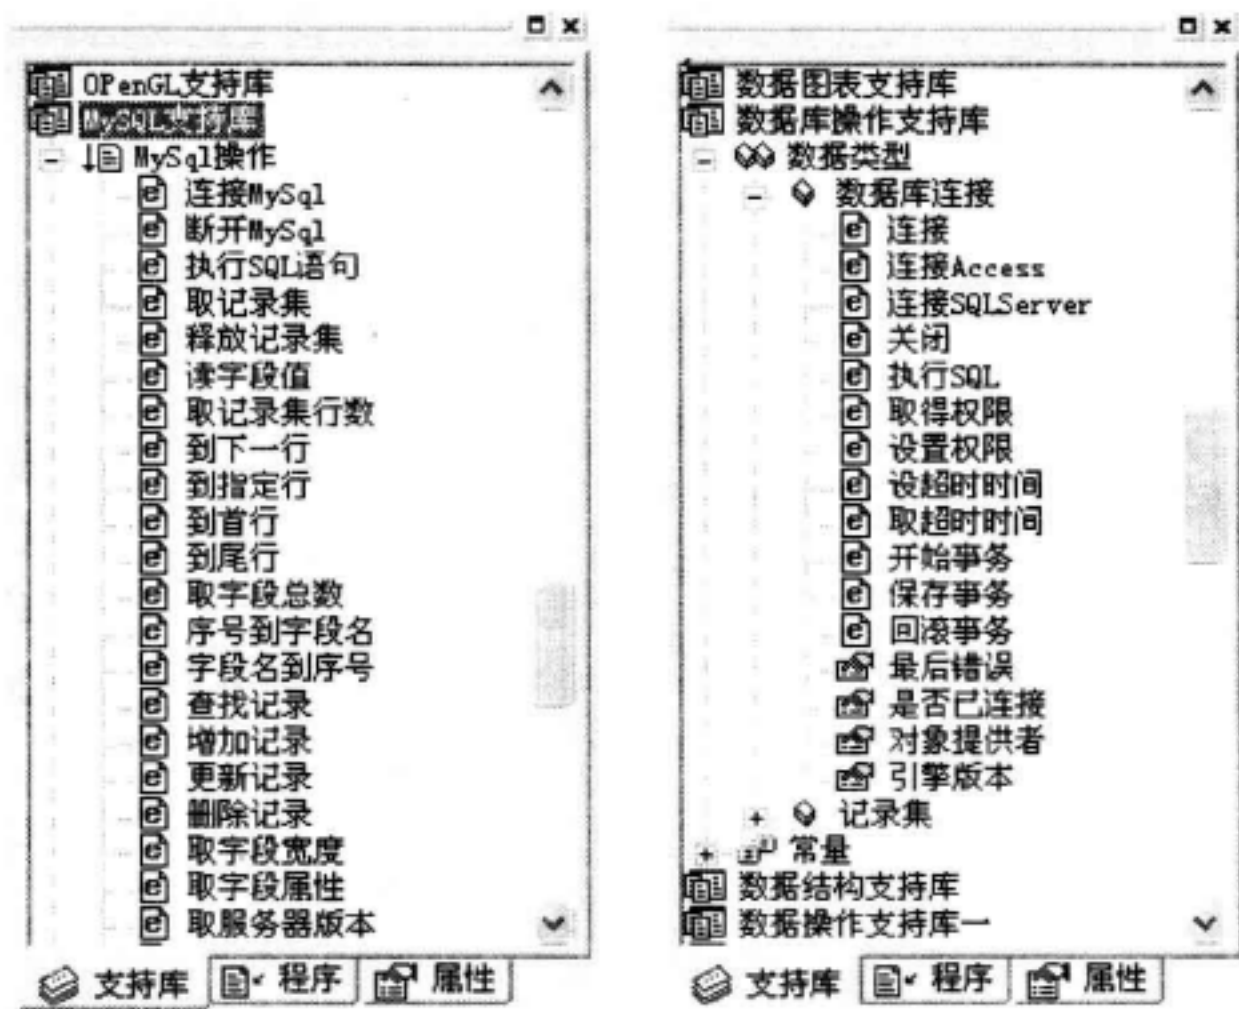 OPenGL支持库
MySQL支持库
MySql操作
连接MySql
断开MySql
执行SQL语句
取记录集
释放记录集
读字段值
取记录集行数
到下一行
到指定行
到首行
到尾行
取字段总数
序号到字段名
字段名到序号
查找记录
增加记录
更新记录
删除记录
取字段宽度
取字段属性
取服务器版本
支持库 程序 属性
数据图表支持库
数据库操作支持库
数据类型
数据库连接
连接
连接Access
连接SQLServer
关闭
执行SQL
取得权限
设置权限
设超时时间
取超时时间
开始事务
保存事务
回滚事务
最后错误
是否已连接
对象提供者
引擎版本
记录集
常量
数据结构支持库
数据操作支持库一
支持库 程序 属性